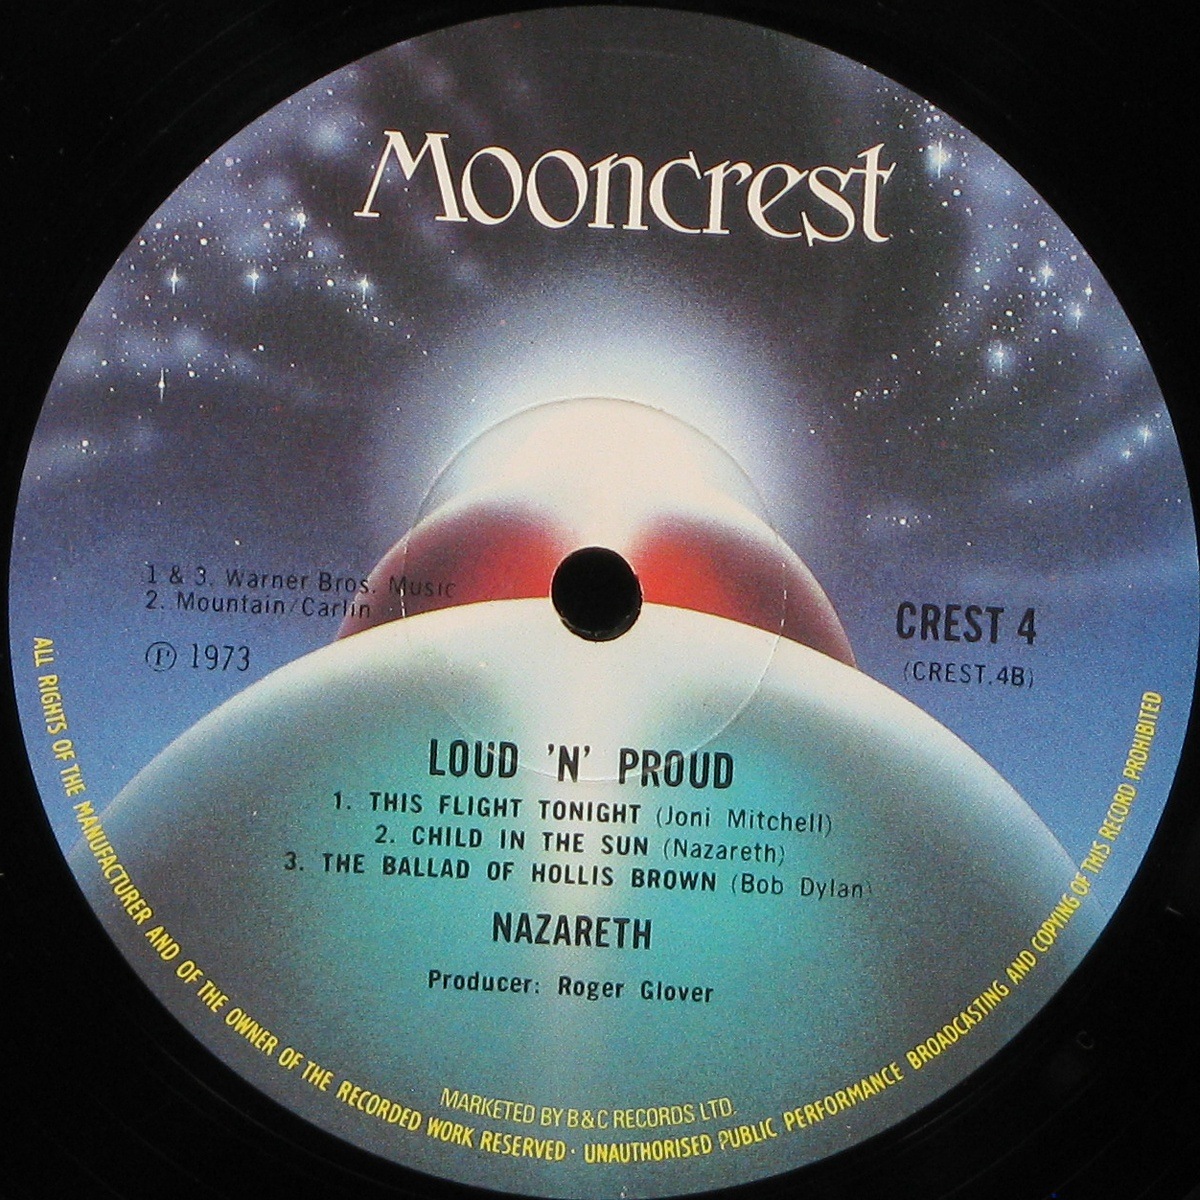 Mooncrest
1 & 3. Warner Bros. Music
2. Mountain/Carlin
℗ 1973
CREST 4
(CREST.4B)
LOUD 'N' PROUD
1. THIS FLIGHT TONIGHT (Joni Mitchell)
2. CHILD IN THE SUN (Nazareth)
3. THE BALLAD OF HOLLIS BROWN (Bob Dylan)
NAZARETH
Producer: Roger Glover
MARKETED BY B&C RECORDS LTD.
ALL RIGHTS OF THE MANUFACTURER AND OF THE OWNER OF THE RECORDED WORK RESERVED · UNAUTHORISED PUBLIC PERFORMANCE BROADCASTING AND COPYING OF THIS RECORD PROHIBITED